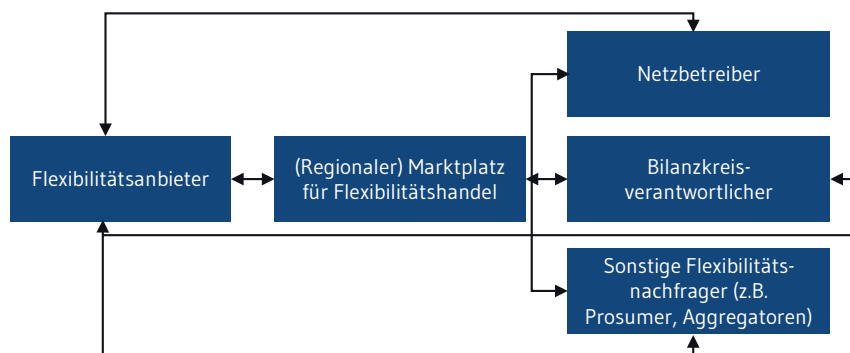 Netzbetreiber
Flexibilitätsanbieter
(Regionaler) Marktplatz
für Flexibilitätshandel
Bilanzkreis-
verantwortlicher
Sonstige Flexibilitäts-
nachfrager (z.B.
Prosumer, Aggregatoren)